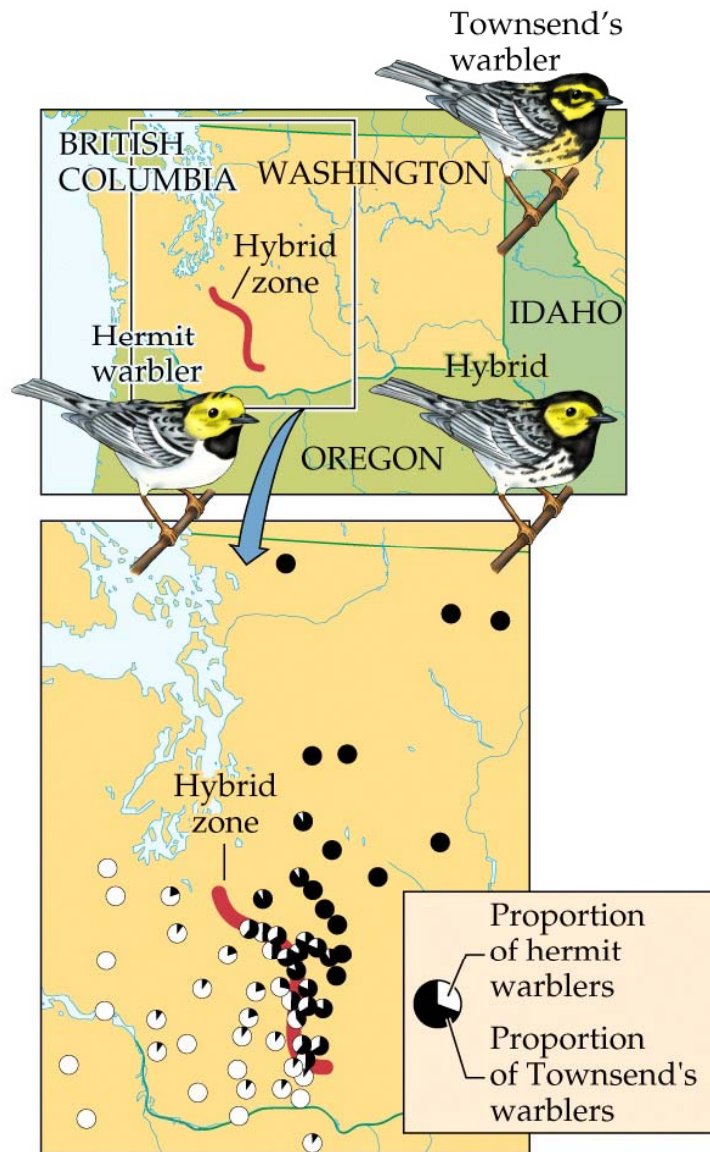 Townsend's
warbler
BRITISH
COLUMBIA
WASHINGTON
Hybrid
zone
IDAHO
Hermit
warbler
Hybrid
OREGON
Hybrid
zone
Proportion
of hermit
warblers
Proportion
of Townsend's
warblers